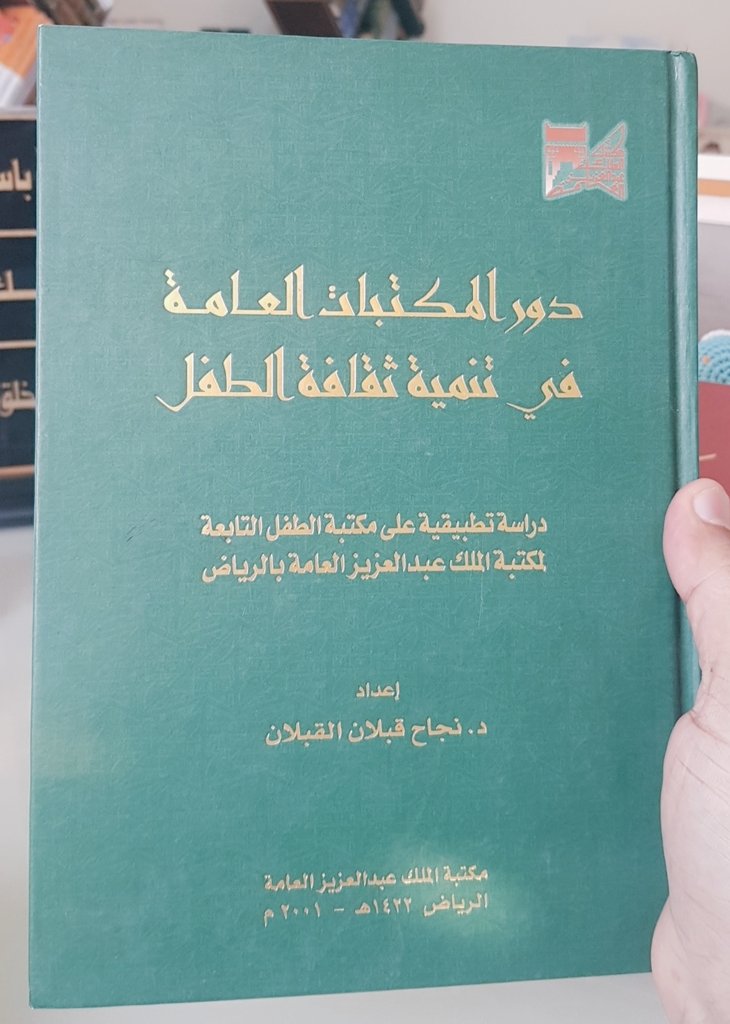 دور المكتبات العامة
في تنمية ثقافة الطفل
دراسة تطبيقية على مكتبة الطفل التابعة
لمكتبة الملك عبدالعزيز العامة بالرياض
إعداد
د. نجاح قبلان القبلان
مكتبة الملك عبدالعزيز العامة
الرياض ١٤٢٢هـ - ٢٠٠١ م